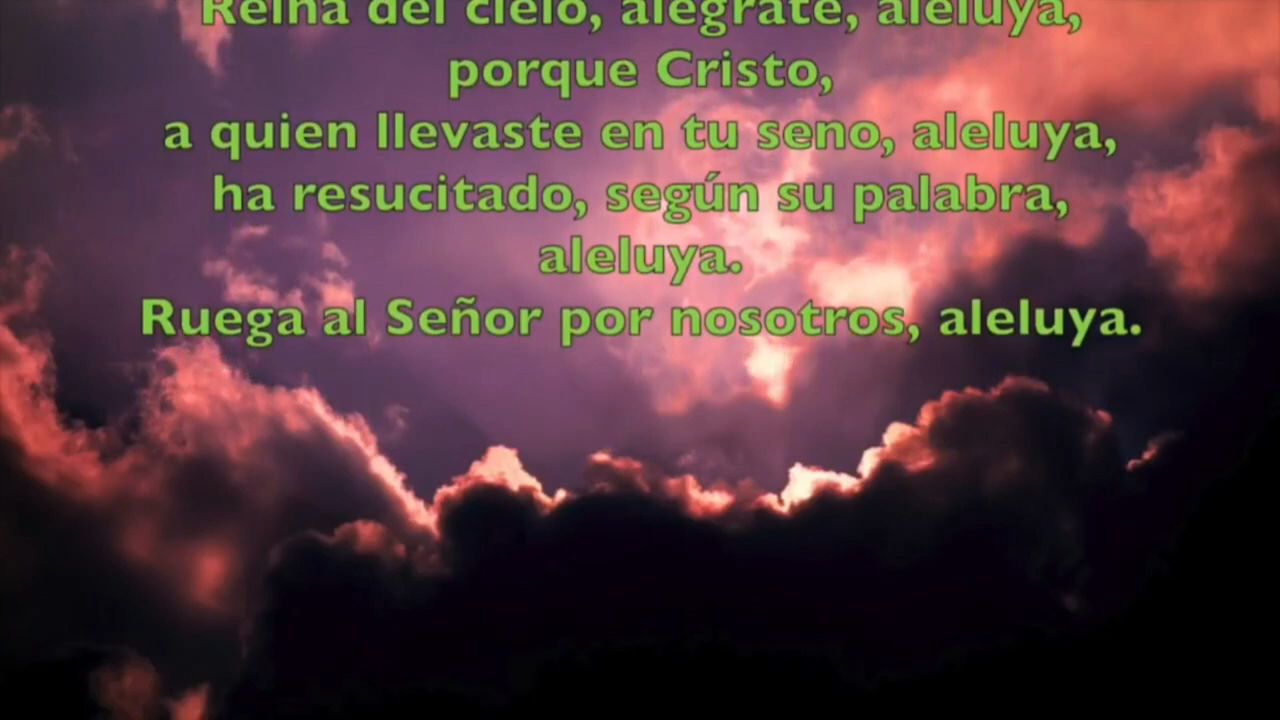 Reina del cielo, alégrate, aleluya,
porque Cristo,
a quien llevaste en tu seno, aleluya,
ha resucitado, según su palabra,
aleluya.
Ruega al Señor por nosotros, aleluya.